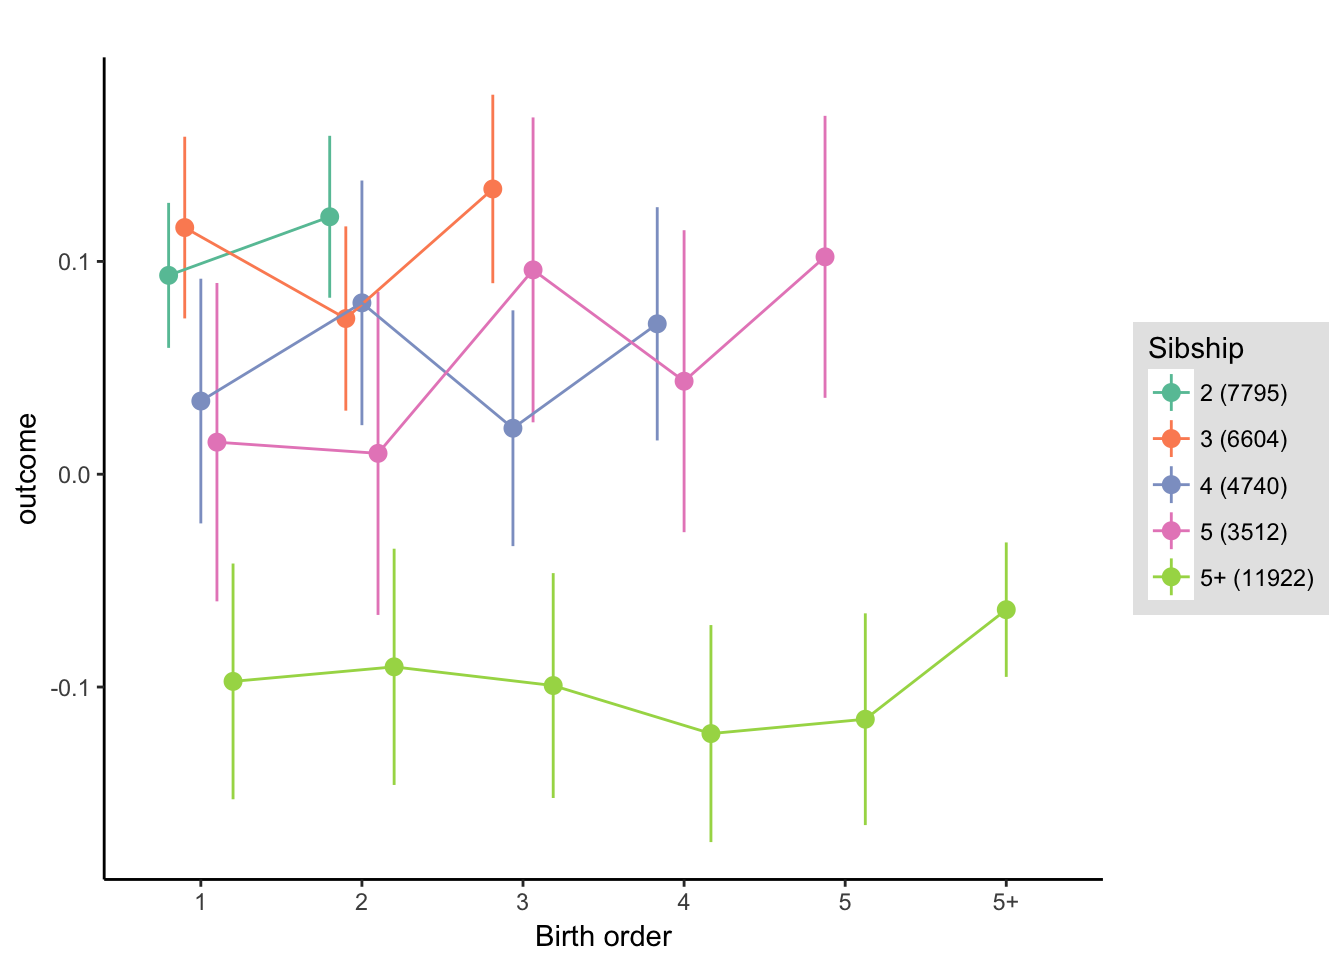 outcome
0.1
0.0
-0.1
1 2 3 4 5 5+
Birth order
Sibship
2 (7795)
3 (6604)
4 (4740)
5 (3512)
5+ (11922)